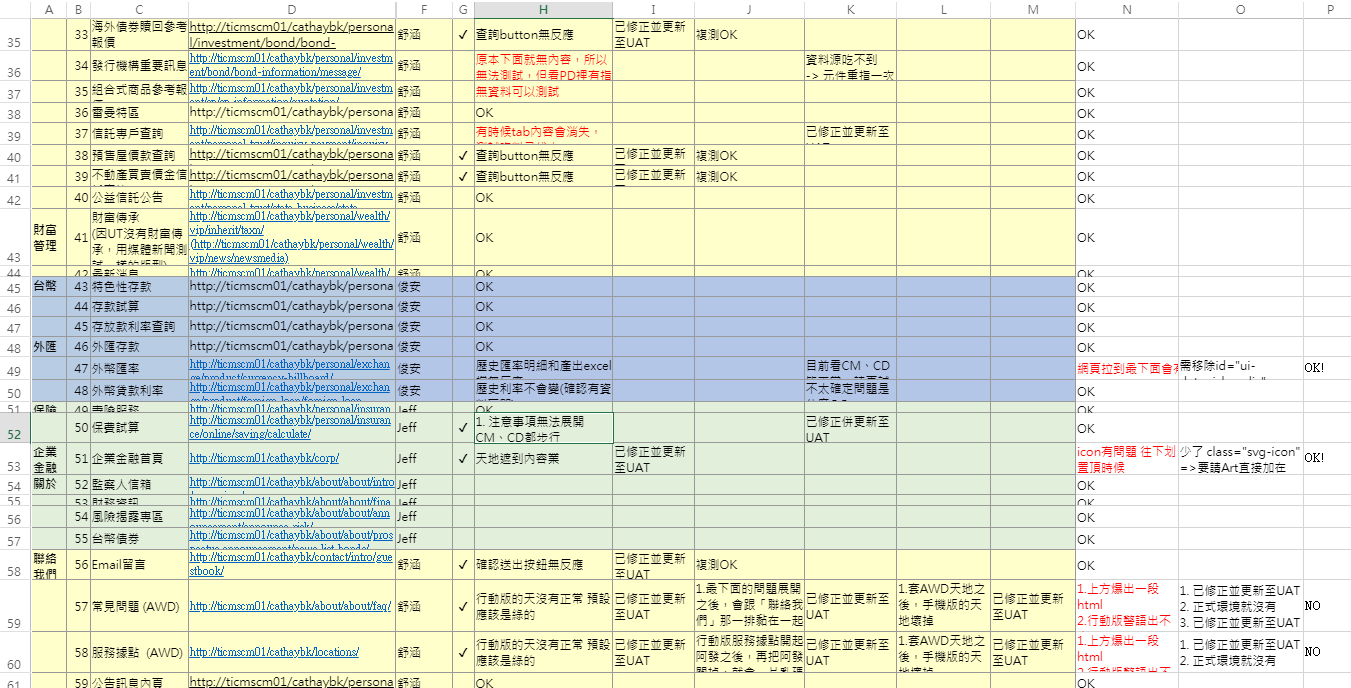 A B C D F G H I J K L M N O P
35 33 海外債券贖回參考報價 http://ticmscm01/cathaybk/personal/investment/bond/bond- 舒涵 ✓ 查詢button無反應 已修正並更新至UAT 複測OK OK
36 34 發行機構重要訊息 http://ticmscm01/cathaybk/personal/investment/bond/bond-information/message/ 舒涵 原本下面就無內容，所以無法測試，但看PD裡有指 資料源吃不到 -> 元件重指一次 OK
37 35 組合式商品參考報 http://ticmscm01/cathaybk/personal/invest 舒涵 無資料可以測試 OK
38 36 雷曼特區 http://ticmscm01/cathaybk/persona 舒涵 OK OK
39 37 信託專戶查詢 http://ticmscm01/cathaybk/personal/invest 舒涵 有時候tab內容會消失， 已修正並更新至 OK
40 38 預售屋價款查詢 http://ticmscm01/cathaybk/persona 舒涵 ✓ 查詢button無反應 已修正並更新 複測OK OK
41 39 不動產買賣價金信 http://ticmscm01/cathaybk/persona 舒涵 ✓ 查詢button無反應 已修正並更新 複測OK OK
42 40 公益信託公告 http://ticmscm01/cathaybk/personal/invest 舒涵 OK OK
43 財富管理 41 財富傳承 (因UT沒有財富傳承，用媒體新聞測試，一樣的版型) http://ticmscm01/cathaybk/personal/wealth/vip/inherit/taxn/ (http://ticmscm01/cathaybk/personal/wealth/vip/news/newsmedia) 舒涵 OK OK
44 42 最新消息 http://ticmscm01/cathaybk/personal/wealth/ 舒涵 OK OK
45 台幣 43 特色性存款 http://ticmscm01/cathaybk/persona 俊安 OK OK
46 44 存款試算 http://ticmscm01/cathaybk/persona 俊安 OK OK
47 45 存放款利率查詢 http://ticmscm01/cathaybk/persona 俊安 OK OK
48 外匯 46 外匯存款 http://ticmscm01/cathaybk/persona 俊安 OK OK
49 47 外幣匯率 http://ticmscm01/cathaybk/personal/exchange/product/currency-billboard/ 俊安 歷史匯率明細和產出excel 目前看CM、CD 網頁拉到最下面會有 需移除id="ui- OK!
50 48 外幣貸款利率 http://ticmscm01/cathaybk/personal/exchange/product/foreign-loan/foreign-loan 俊安 歷史利率不會變(確認有資 不太確定問題是 OK
51 保險 49 壽險服務 http://ticmscm01/cathaybk/personal/insuran Jeff OK OK
52 50 保費試算 http://ticmscm01/cathaybk/personal/insurance/online/saving/calculate/ Jeff ✓ 1. 注意事項無法展開 CM、CD都步行 已修正併更新至UAT OK
53 企業金融 51 企業金融首頁 http://ticmscm01/cathaybk/corp/ Jeff ✓ 天地遮到內容業 已修正並更新至UAT icon有問題 往下划置頂時候 少了 class="svg-icon" =>要請Art直接加在 OK!
54 關於 52 監察人信箱 http://ticmscm01/cathaybk/about/about/intro Jeff OK
55 53 財務資訊 http://ticmscm01/cathaybk/about/about/fina Jeff OK
56 54 風險揭露專區 http://ticmscm01/cathaybk/about/about/announcement/announce-risk/ Jeff OK
57 55 台幣債券 http://ticmscm01/cathaybk/about/about/prospectus-announcement/news-list-bonds/ Jeff OK
58 聯絡我們 56 Email留言 http://ticmscm01/cathaybk/contact/intro/guestbook/ 舒涵 ✓ 確認送出按鈕無反應 已修正並更新至UAT 複測OK OK
59 57 常見問題 (AWD) http://ticmscm01/cathaybk/about/about/faq/ 舒涵 ✓ 行動版的天沒有正常 預設應該是綠的 已修正並更新至UAT 1.最下面的問題展開之後，會跟「聯絡我們」那一排黏在一起 已修正並更新至UAT 1.套AWD天地之後，手機版的天地壞掉 已修正並更新至UAT 1.上方爆出一段html 2.行動版警語出不 1. 已修正並更新至UAT 2. 正式環境就沒有 3. 已修正並更新至UAT NO
60 58 服務據點 (AWD) http://ticmscm01/cathaybk/locations/ 舒涵 ✓ 行動版的天沒有正常 預設應該是綠的 已修正並更新至UAT 行動版服務據點開起阿發之後，再把阿發 已修正並更新至UAT 1.套AWD天地之後，手機版的天地壞掉 已修正並更新至UAT 1.上方爆出一段html 2.行動版警語出不 1. 已修正並更新至UAT 2. 正式環境就沒有 NO
61 59 公告訊息內頁 http://ticmscm01/cathaybk/persona 舒涵 OK OK